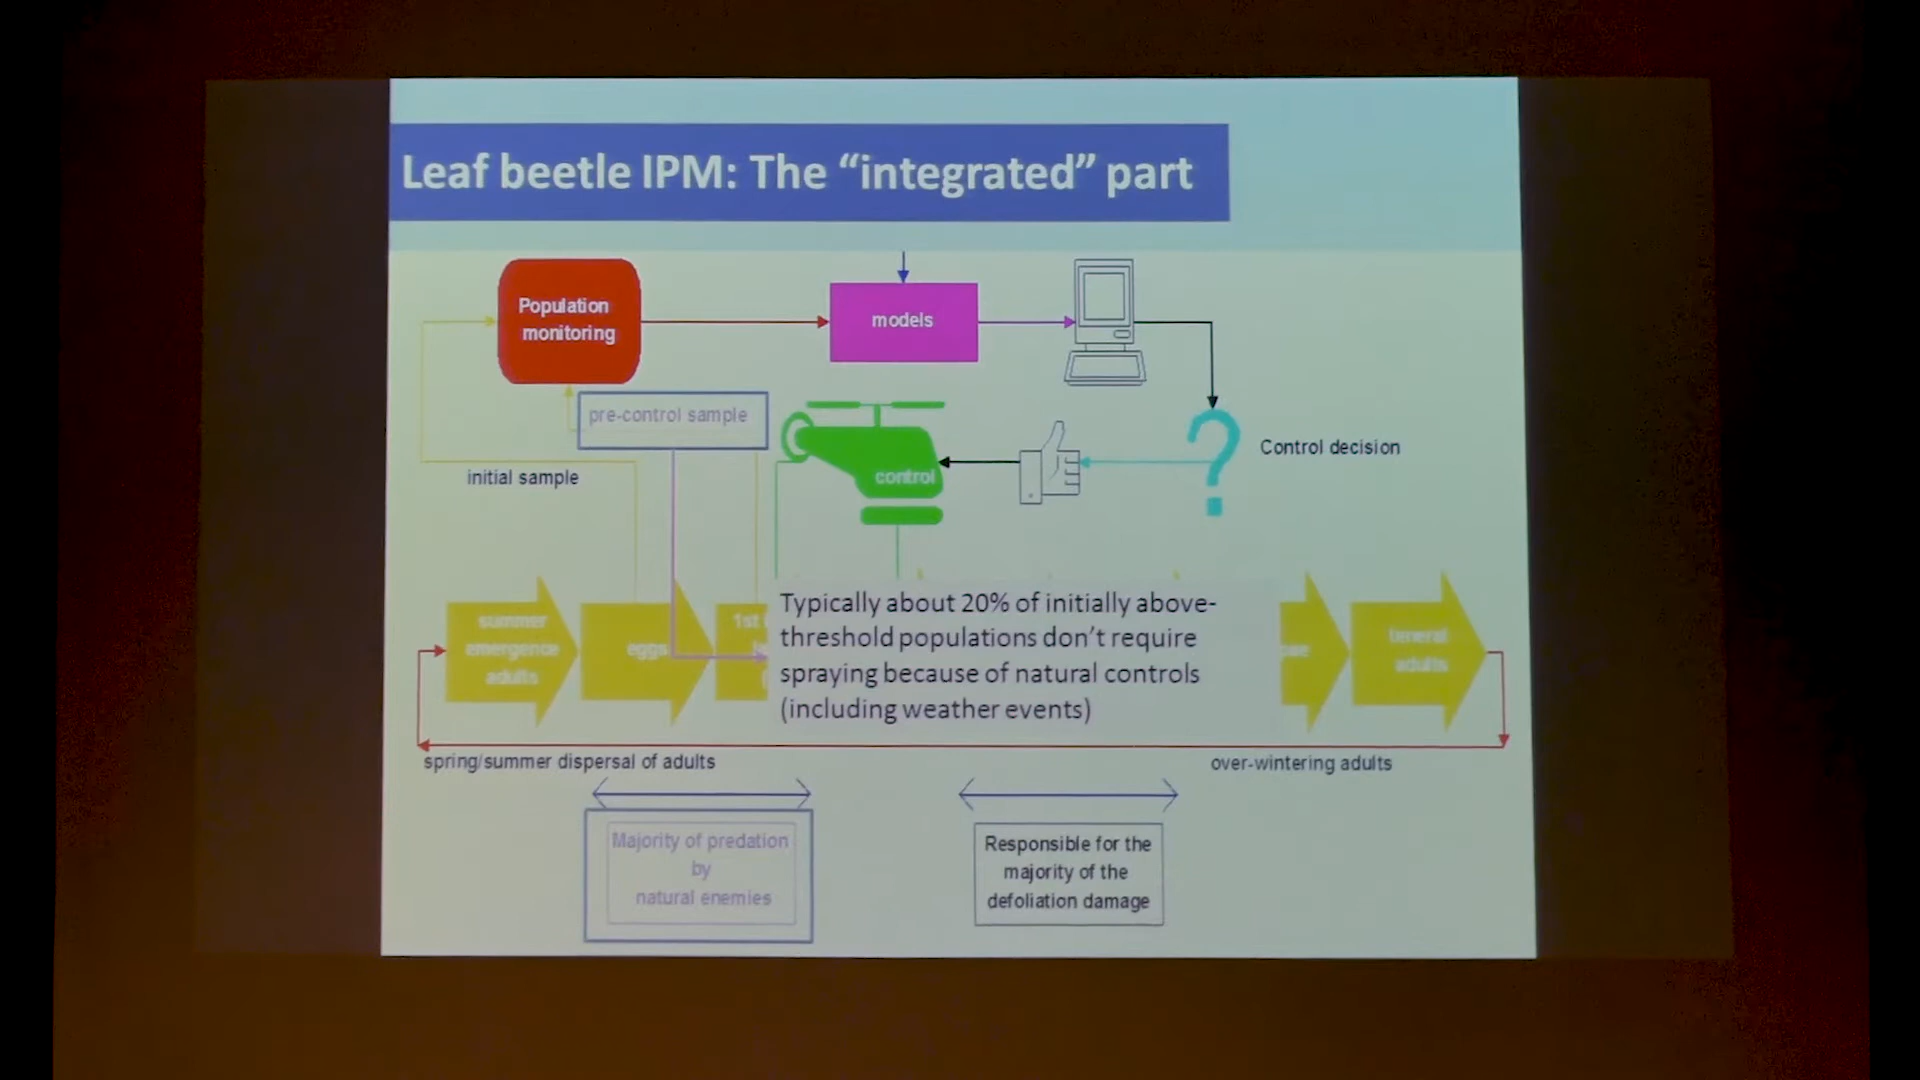 Leaf beetle IPM: The “integrated” part
Population
monitoring
models
pre-control sample
control
Control decision
initial sample
summer
emergence
adults
eggs
1st
Typically about 20% of initially above-
threshold populations don’t require
spraying because of natural controls
(including weather events)
teneral
adults
spring/summer dispersal of adults
over-wintering adults
Majority of predation
by
natural enemies
Responsible for the
majority of the
defoliation damage